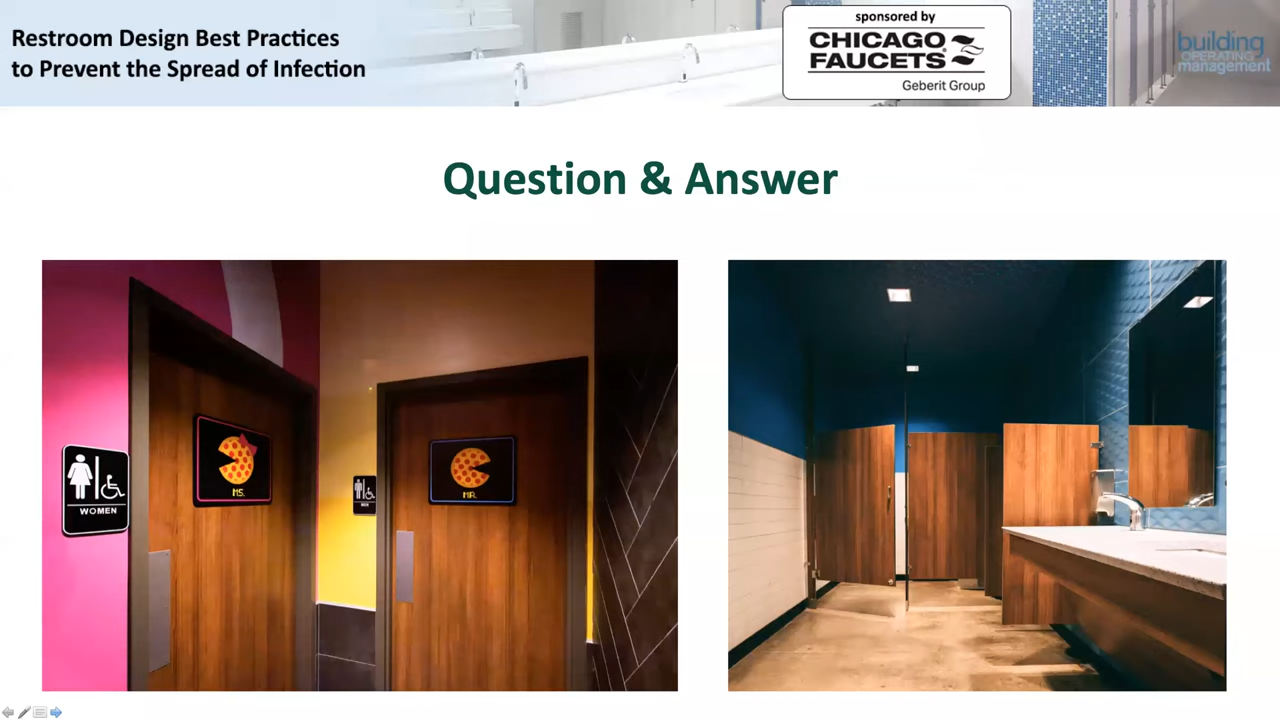 Restroom Design Best Practices
to Prevent the Spread of Infection
sponsored by
CHICAGO
FAUCETS
Geberit Group
building
OPERATING
management
Question & Answer
WOMEN
MS.
MEN
MR.